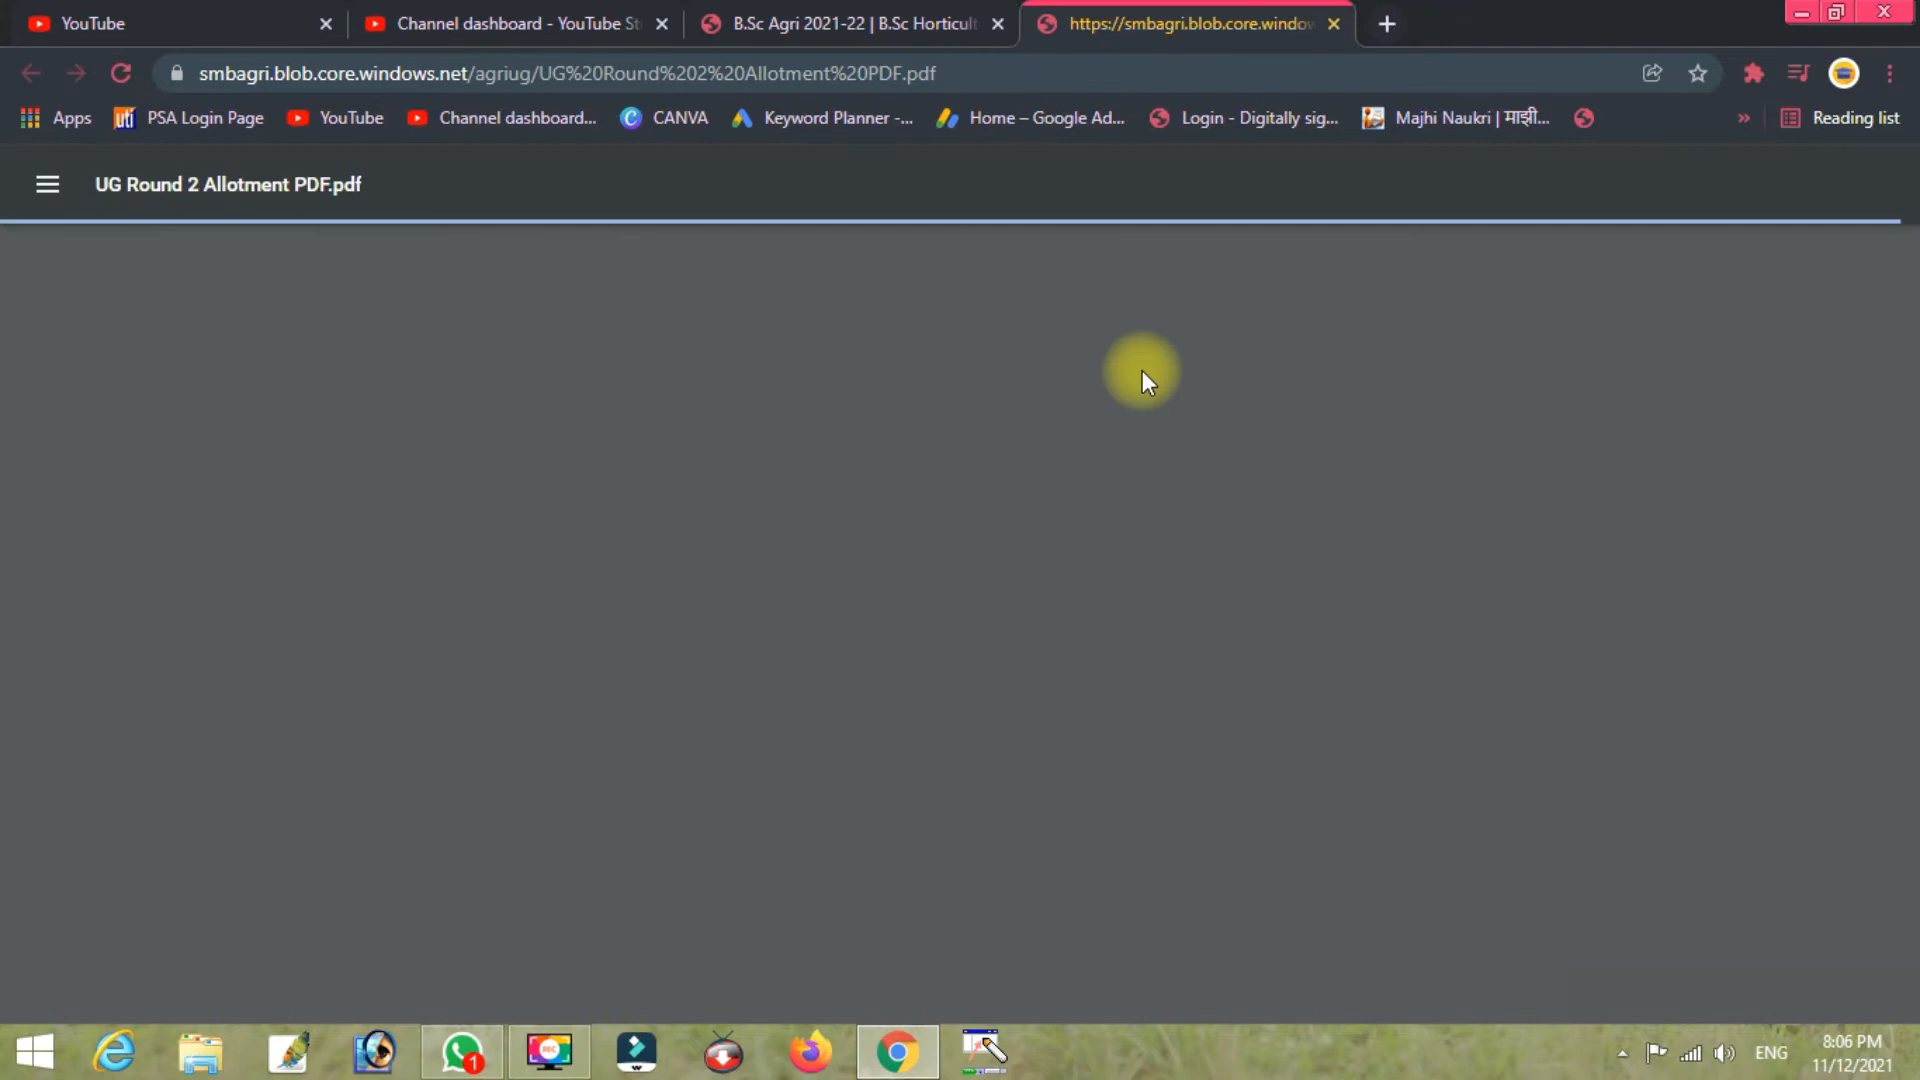 YouTube
Channel dashboard - YouTube St
B.Sc Agri 2021-22 | B.Sc Horticult
https://smbagri.blob.core.windov
smbagri.blob.core.windows.net/agriug/UG%20Round%202%20Allotment%20PDF.pdf
Apps
uti
PSA Login Page
YouTube
Channel dashboard...
CANVA
Keyword Planner -...
Home – Google Ad...
Login - Digitally sig...
Majhi Naukri | माझी...
»
Reading list
UG Round 2 Allotment PDF.pdf
1
REC
W
ENG
8:06 PM
11/12/2021